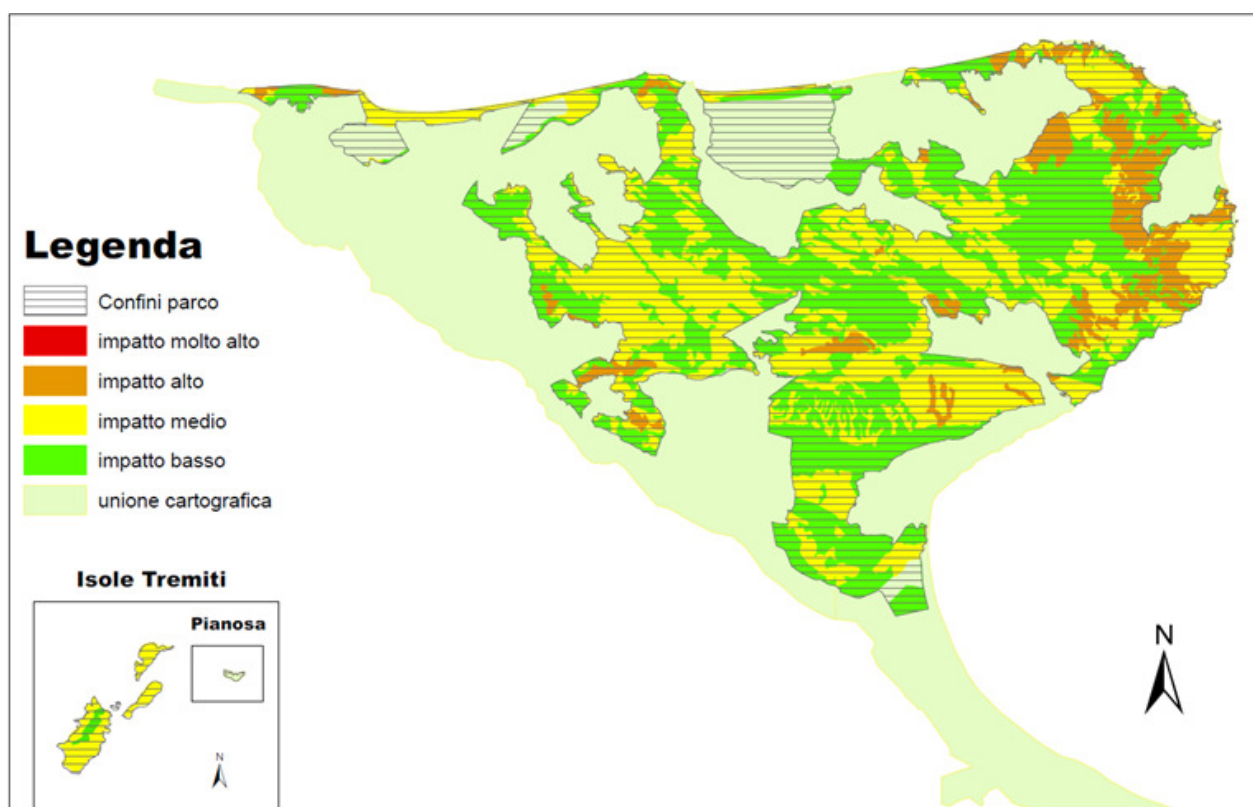 Legenda
Confini parco
impatto molto alto
impatto alto
impatto medio
impatto basso
unione cartografica
Isole Tremiti
Pianosa
N
N